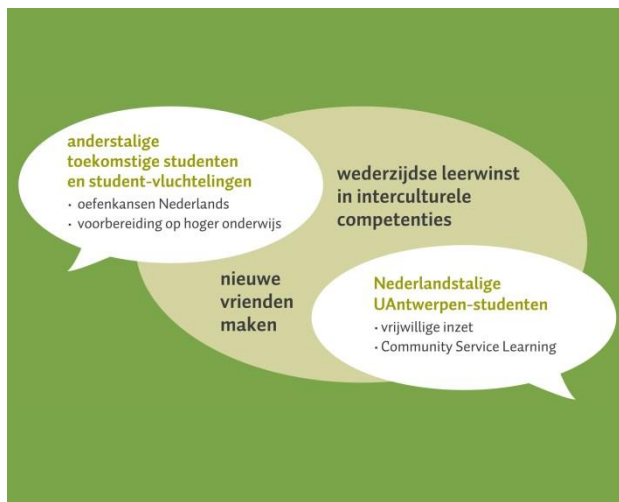 anderstalige
toekomstige studenten
en student-vluchtelingen
· oefenkansen Nederlands
· voorbereiding op hoger onderwijs
wederzijdse leerwinst
in interculturele
competenties
nieuwe
vrienden
maken
Nederlandstalige
UAntwerpen-studenten
· vrijwillige inzet
· Community Service Learning